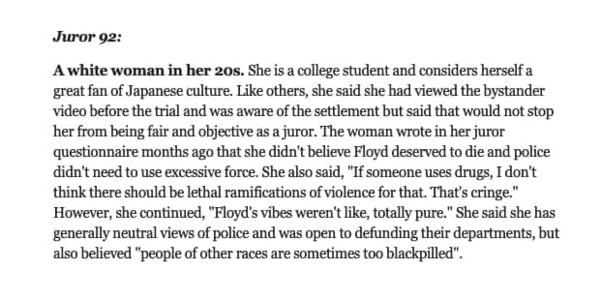 Juror 92:
A white woman in her 20s. She is a college student and considers herself a
great fan of Japanese culture. Like others, she said she had viewed the bystander
video before the trial and was aware of the settlement but said that would not stop
her from being fair and objective as a juror. The woman wrote in her juror
questionnaire months ago that she didn't believe Floyd deserved to die and police
didn't need to use excessive force. She also said, "If someone uses drugs, I don't
think there should be lethal ramifications of violence for that. That's cringe."
However, she continued, "Floyd's vibes weren't like, totally pure." She said she has
generally neutral views of police and was open to defunding their departments, but
also believed "people of other races are sometimes too blackpilled".